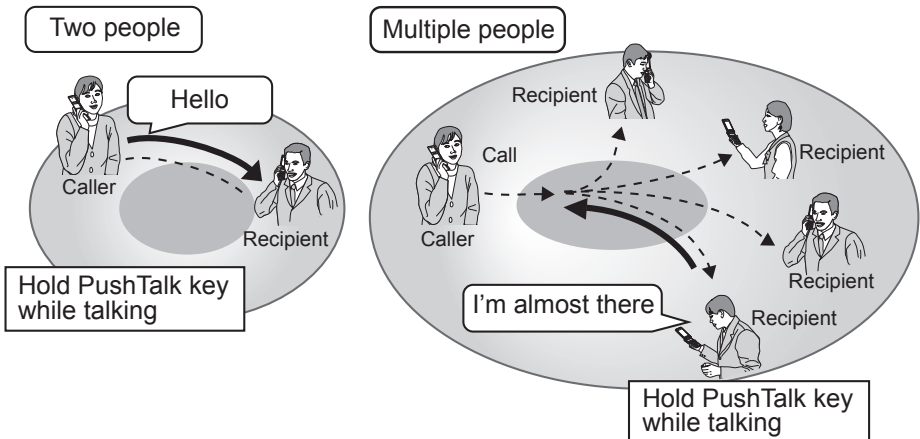 Two people
Hello
Caller
Recipient
Hold PushTalk key
while talking
Multiple people
Recipient
Call
Recipient
Caller
Recipient
I'm almost there
Recipient
Hold PushTalk key
while talking